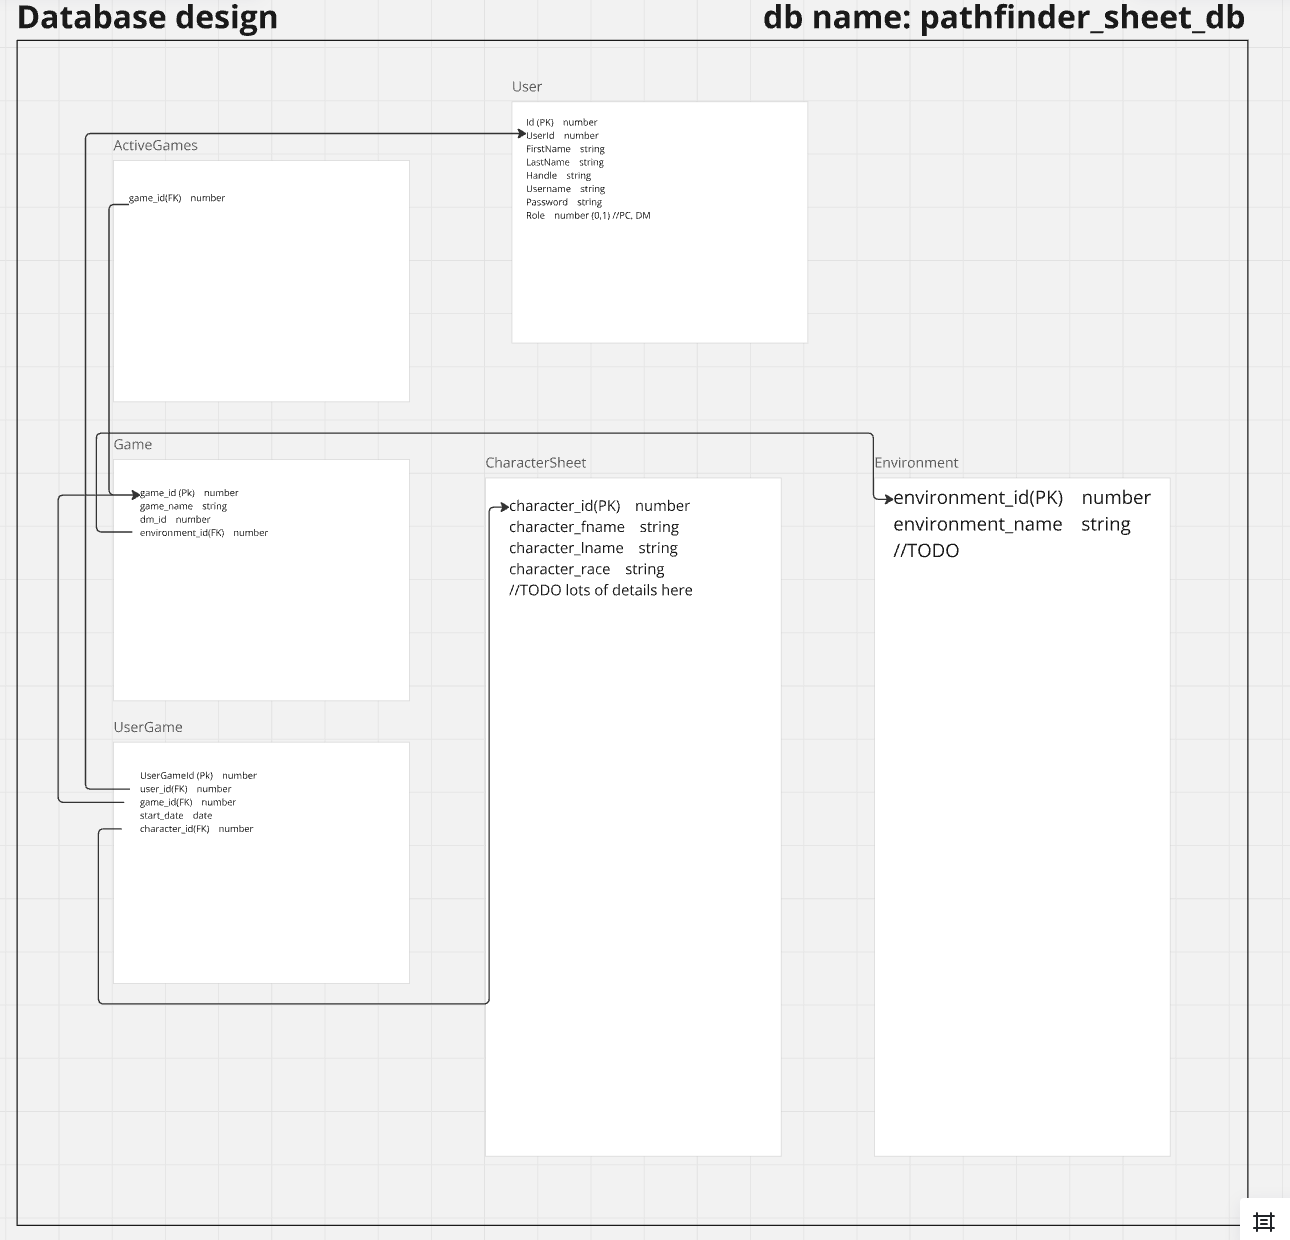 Database design
db name: pathfinder_sheet_db
User
Id (PK) number
UserId number
FirstName string
LastName string
Handle string
Username string
Password string
Role number (0,1) //PC, DM
ActiveGames
game_id(FK) number
Game
game_id (Pk) number
game_name string
dm_id number
environment_id(FK) number
CharacterSheet
character_id(PK) number
character_fname string
character_lname string
character_race string
//TODO lots of details here
Environment
environment_id(PK) number
environment_name string
//TODO
UserGame
UserGameId (Pk) number
user_id(FK) number
game_id(FK) number
start_date date
character_id(FK) number